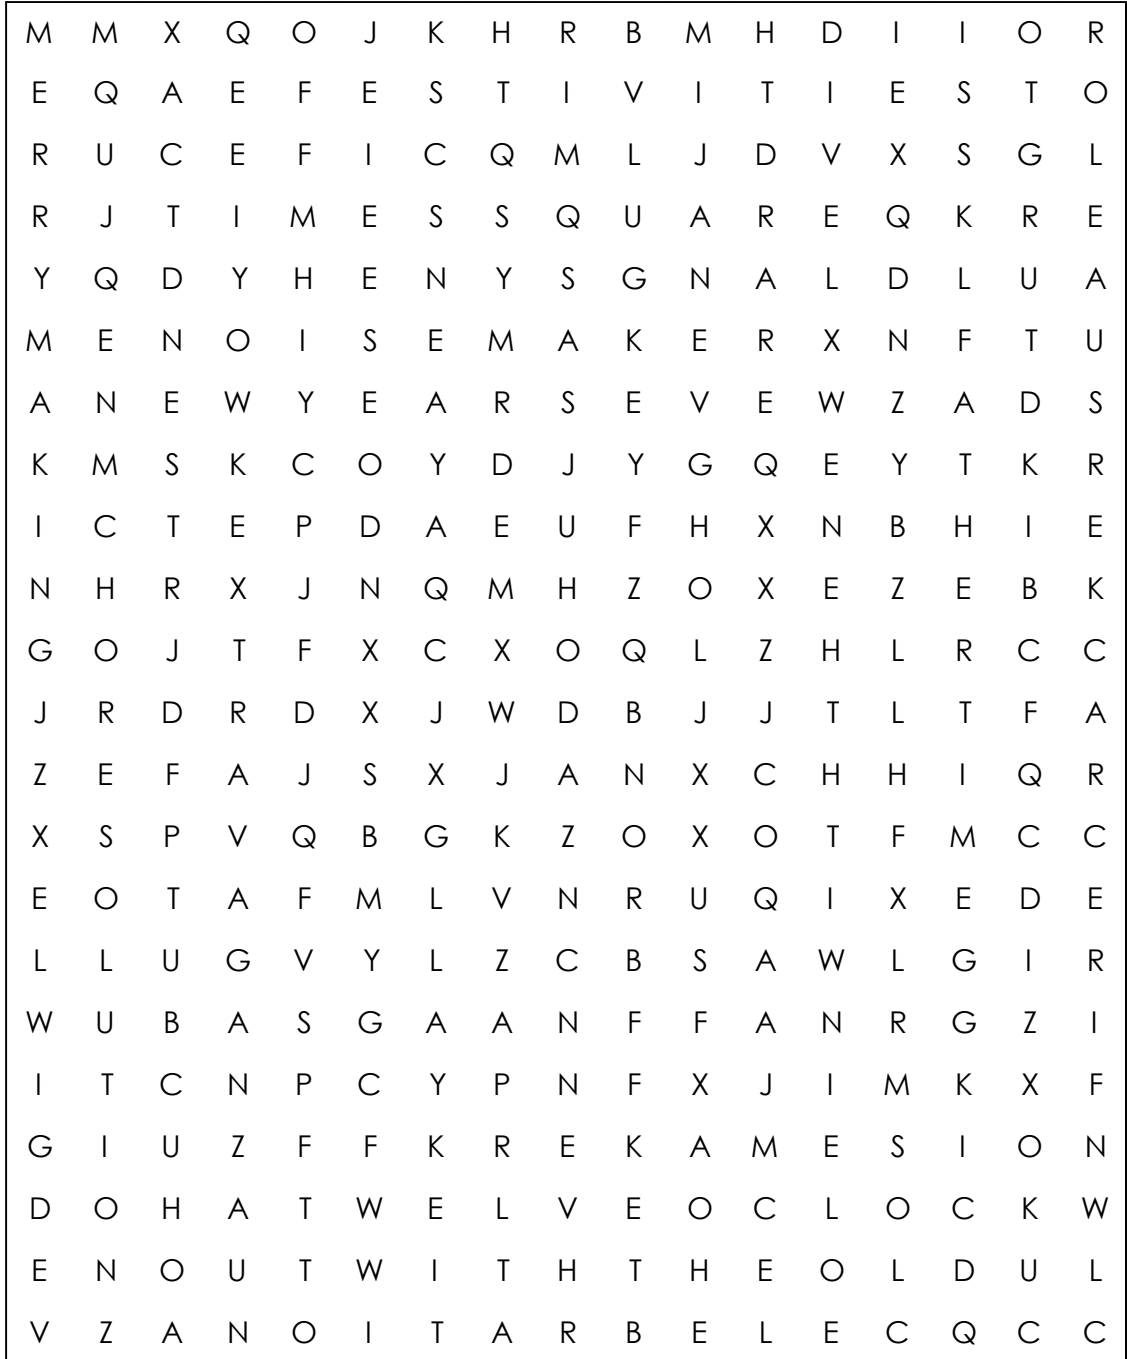 M M X Q O J K H R B M H D I I O R
E Q A E F E S T I V I T I E S T O
R U C E F I C Q M L J D V X S G L
R J T I M E S S Q U A R E Q K R E
Y Q D Y H E N Y S G N A L D L U A
M E N O I S E M A K E R X N F T U
A N E W Y E A R S E V E W Z A D S
K M S K C O Y D J Y G Q E Y T K R
I C T E P D A E U F H X N B H I E
N H R X J N Q M H Z O X E Z E B K
G O J T F X C X O Q L Z H L R C C
J R D R D X J W D B J J T L T F A
Z E F A J S X J A N X C H H I Q R
X S P V Q B G K Z O X O T F M C C
E O T A F M L V N R U Q I X E D E
L L U G V Y L Z C B S A W L G I R
W U B A S G A A N F F A N R G Z I
I T C N P C Y P N F X J I M K X F
G I U Z F F K R E K A M E S I O N
D O H A T W E L V E O C L O C K W
E N O U T W I T H T H E O L D U L
V Z A N O I T A R B E L E C Q C C